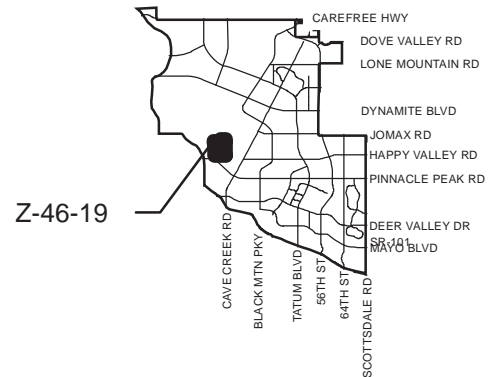 CAREFREE HWY
DOVE VALLEY RD
LONE MOUNTAIN RD
DYNAMITE BLVD
JOMAX RD
HAPPY VALLEY RD
PINNACLE PEAK RD
Z-46-19
DEER VALLEY DR
SR-101
MAYO BLVD
CAVE CREEK RD
BLACK MTN PKY
TATUM BLVD
56TH ST
64TH ST
SCOTTSDALE RD